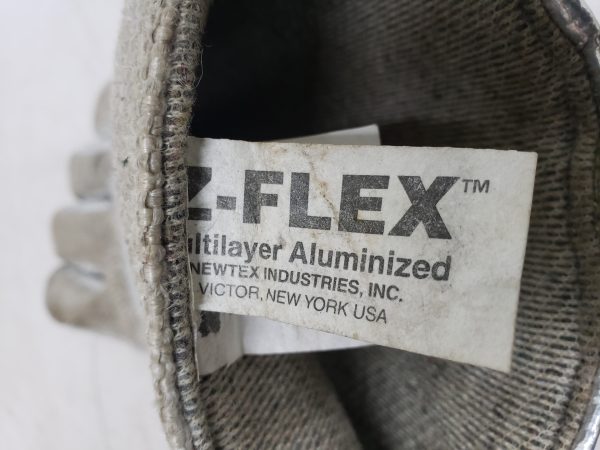 Z-FLEX™
ultilayer Aluminized
NEWTEX INDUSTRIES, INC.
VICTOR, NEW YORK USA